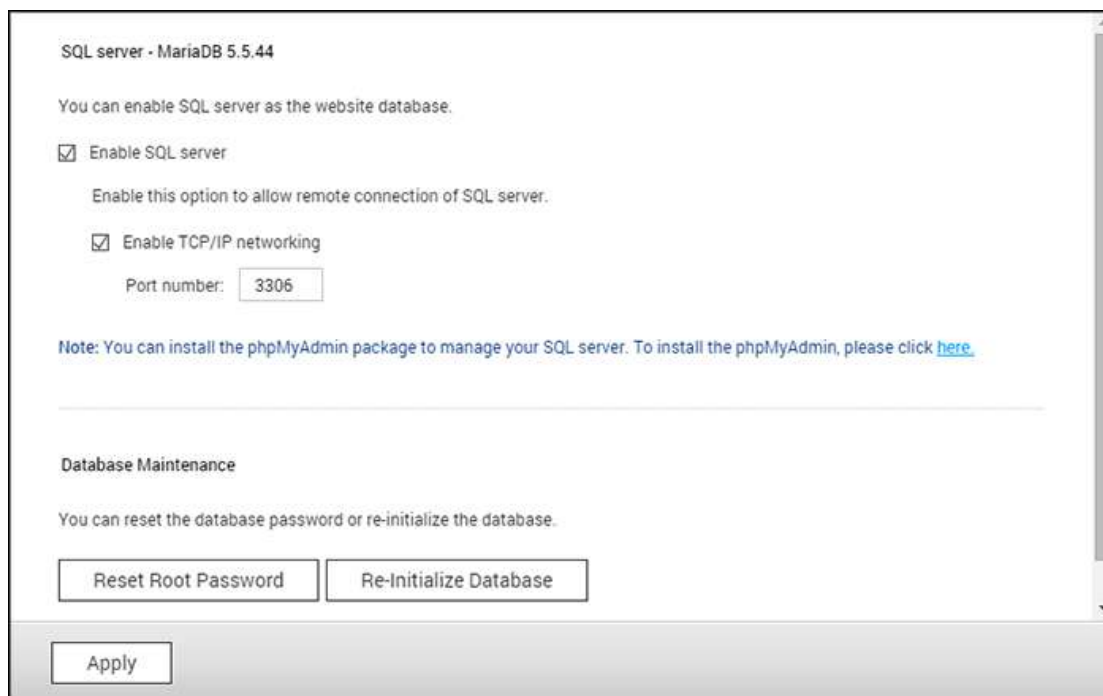 SQL server - MariaDB 5.5.44
You can enable SQL server as the website database.
Enable SQL server
Enable this option to allow remote connection of SQL server.
Enable TCP/IP networking
Port number: 3306
Note: You can install the phpMyAdmin package to manage your SQL server. To install the phpMyAdmin, please click here.
Database Maintenance
You can reset the database password or re-initialize the database.
Reset Root Password Re-Initialize Database
Apply